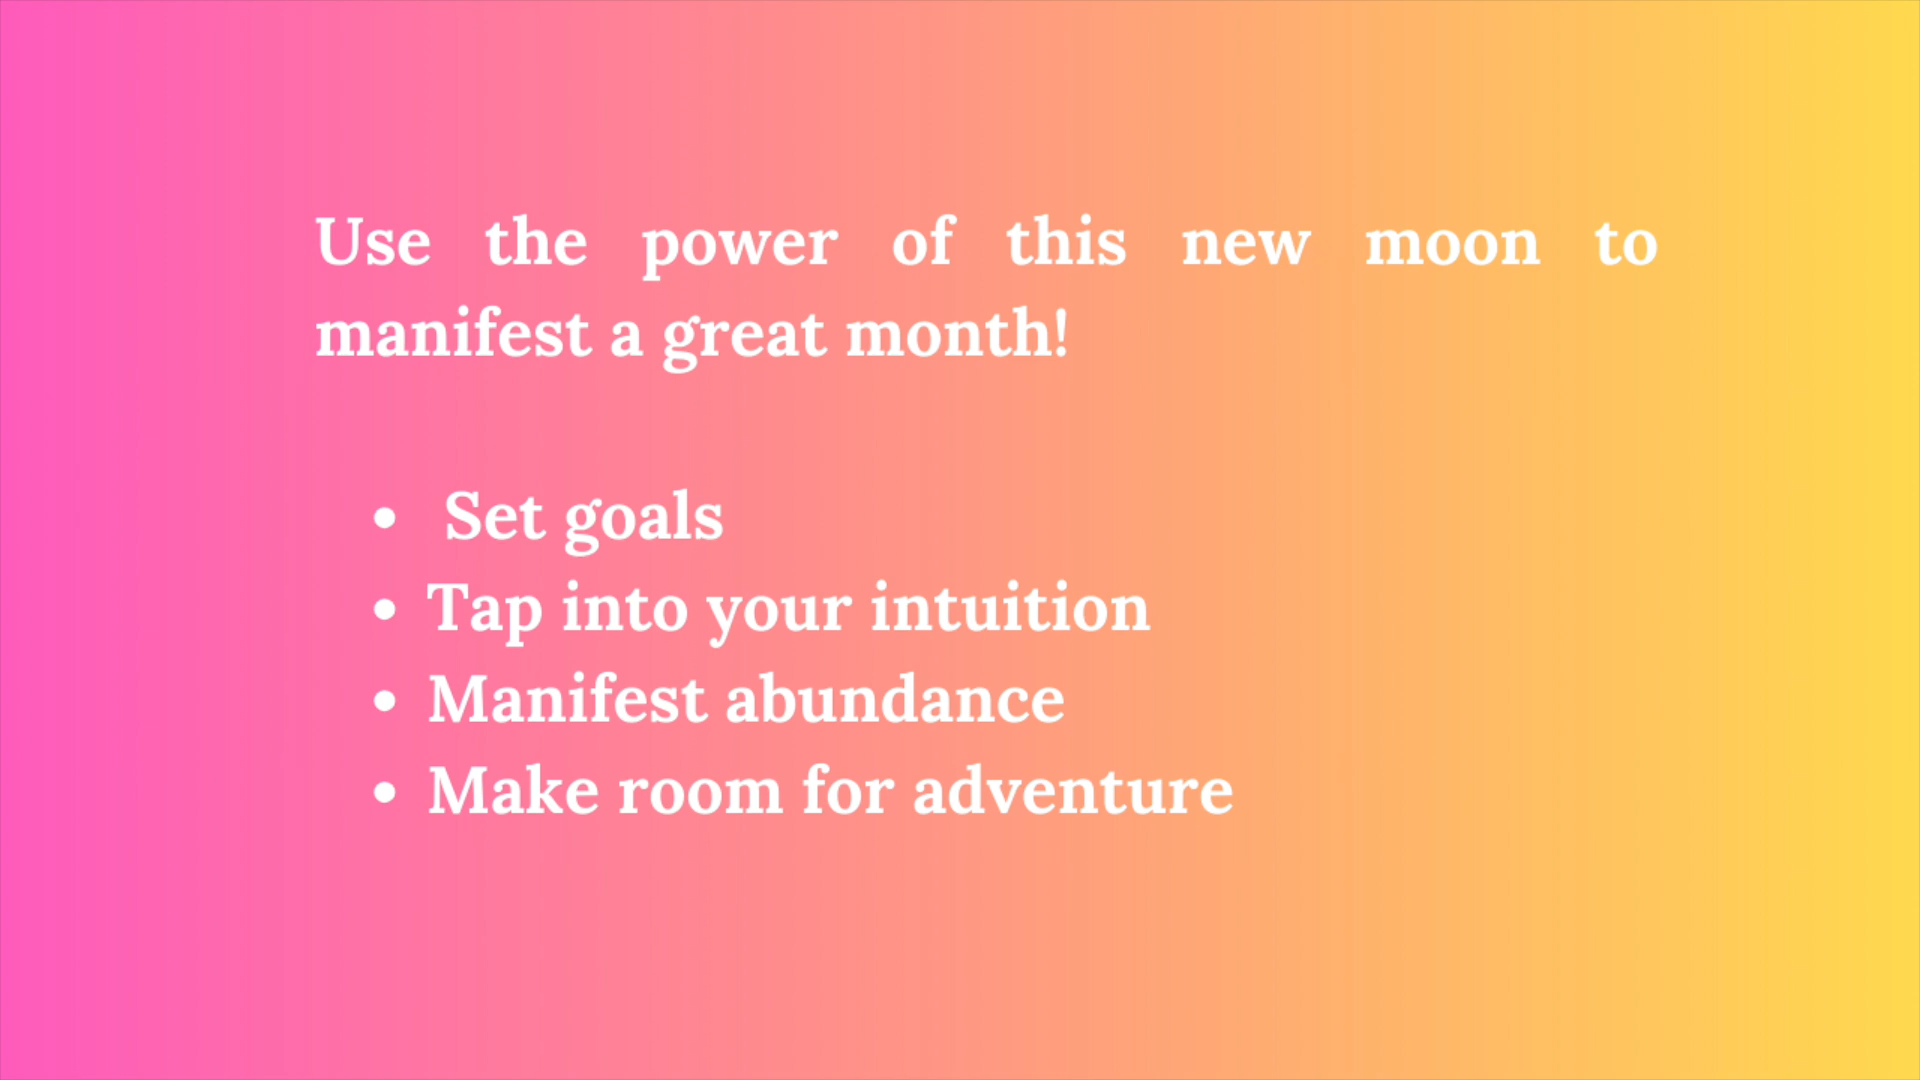 Use the power of this new moon to
manifest a great month!
• Set goals
• Tap into your intuition
• Manifest abundance
• Make room for adventure